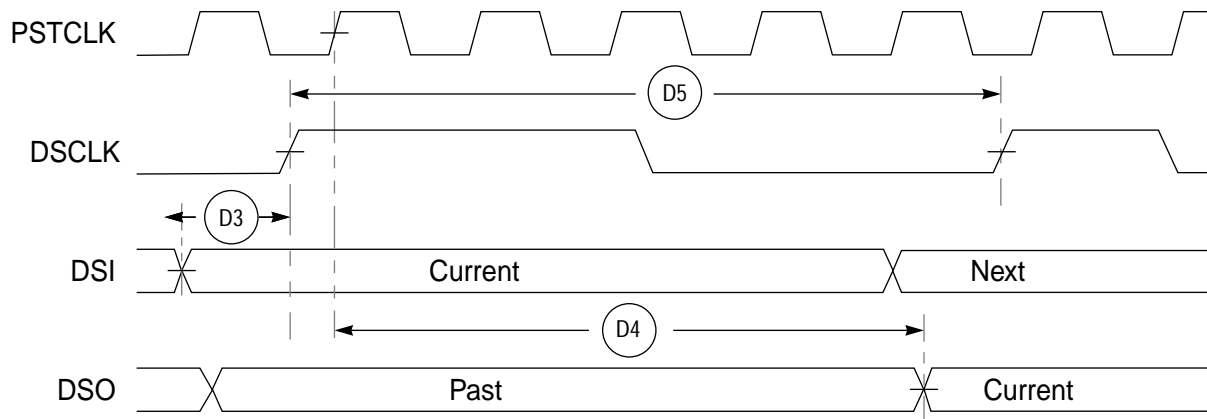 PSTCLK
D5
DSCLK
D3
DSI
Current
Next
D4
DSO
Past
Current